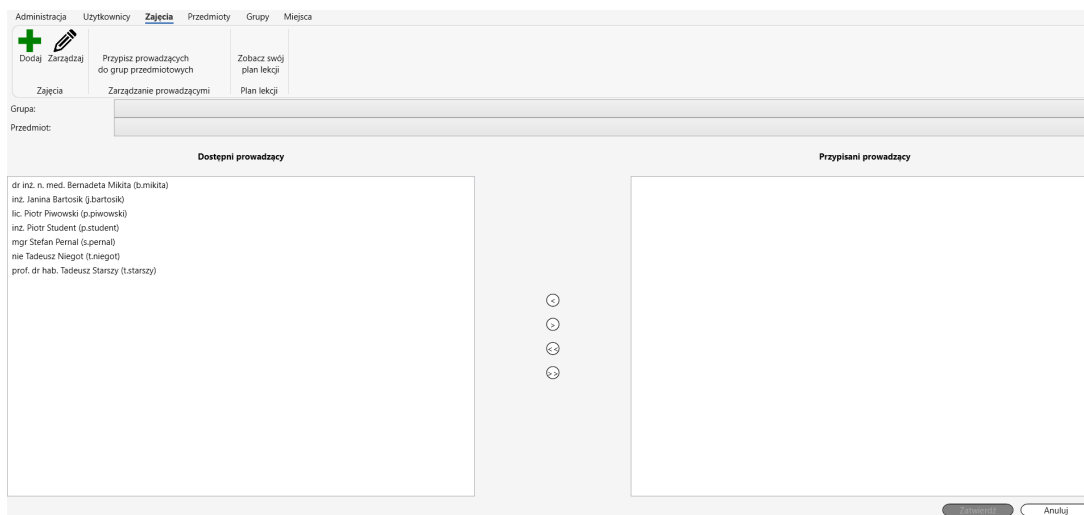 Administracja Użytkownicy Zajęcia Przedmioty Grupy Miejsca
Dodaj Zarządzaj
Zajęcia
Przypisz prowadzących
do grup przedmiotowych
Zarządzanie prowadzącymi
Zobacz swój
plan lekcji
Plan lekcji
Grupa:
Przedmiot:
Dostępni prowadzący
dr inż. n. med. Bernadeta Mikita (b.mikita)
inż. Janina Bartosik (j.bartosik)
lic. Piotr Piwowski (p.piwowski)
inż. Piotr Student (p.student)
mgr Stefan Pernal (s.pernal)
nie Tadeusz Niegot (t.niegot)
prof. dr hab. Tadeusz Starszy (t.starszy)
<
>
<<
>>
Przypisani prowadzący
Zatwierdź Anuluj